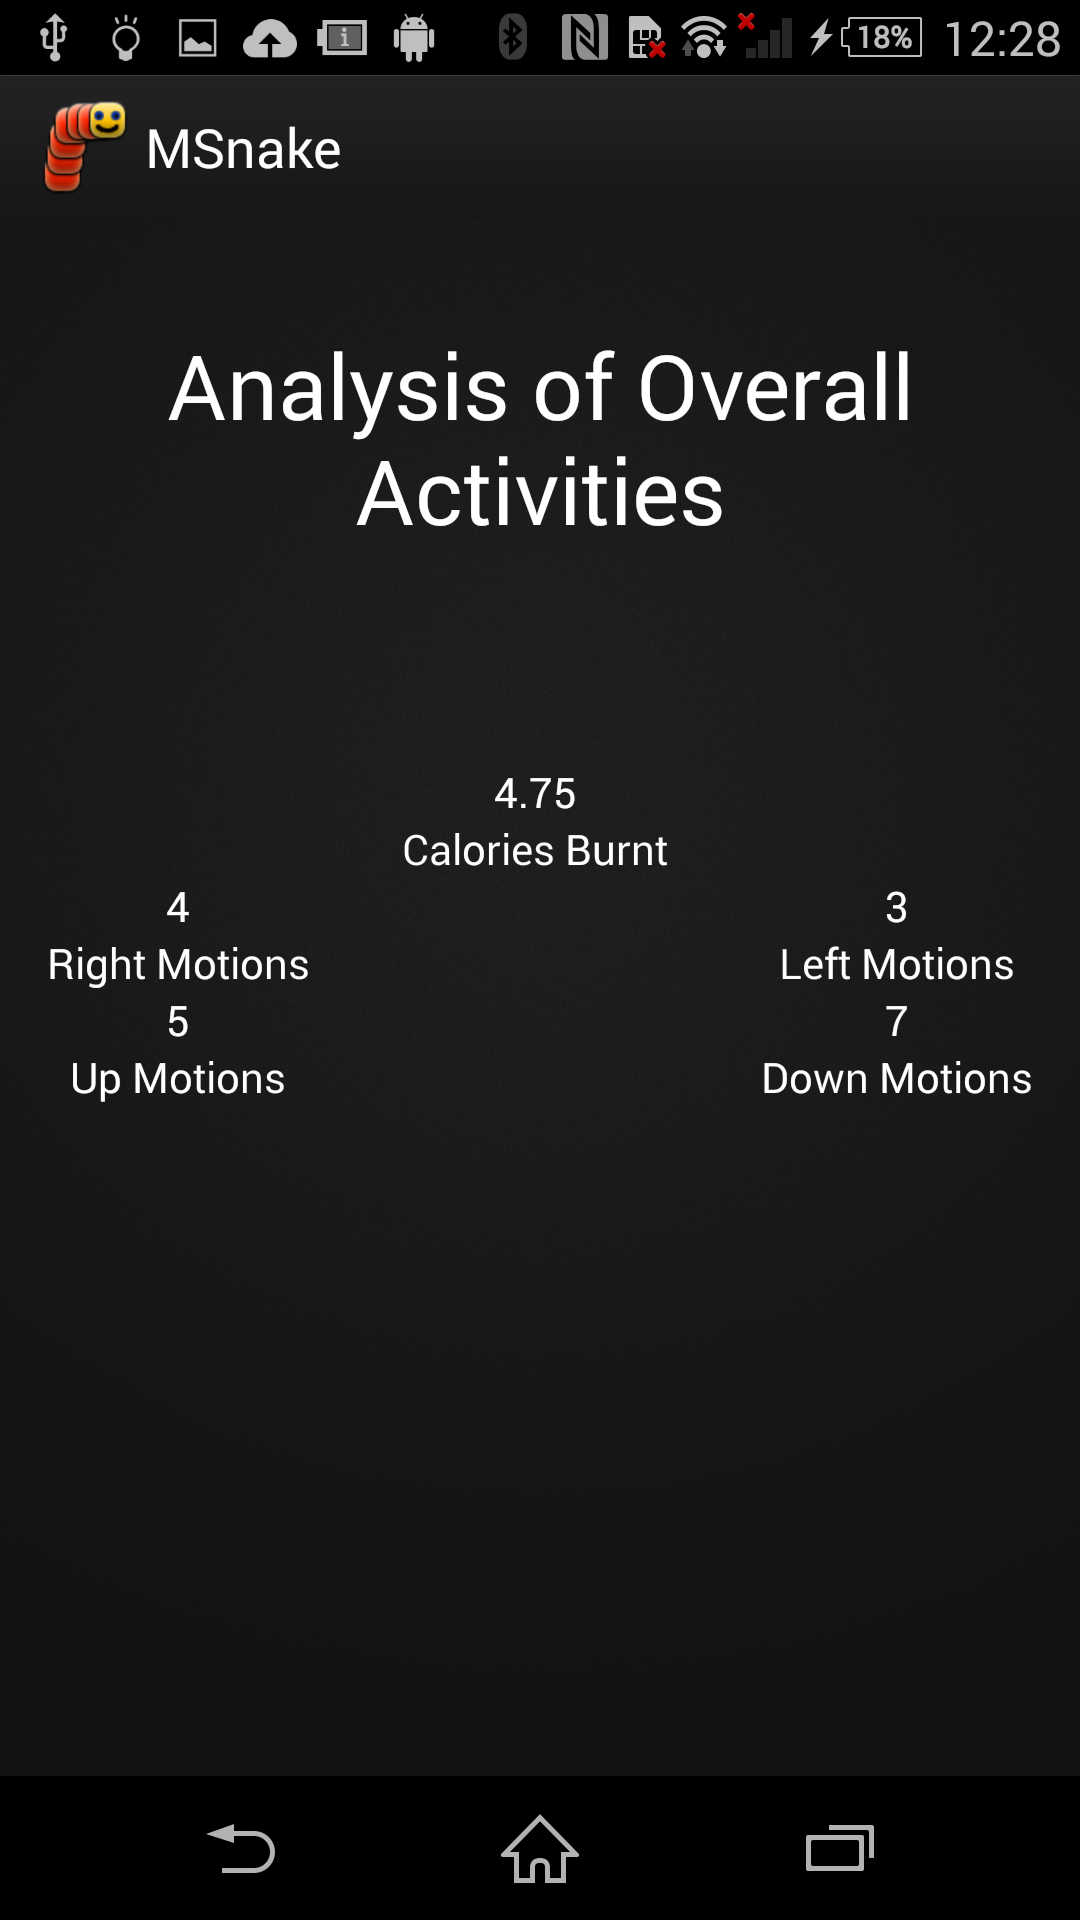 18% 12:28
MSnake
Analysis of Overall
Activities
4.75
Calories Burnt
4 3
Right Motions Left Motions
5 7
Up Motions Down Motions